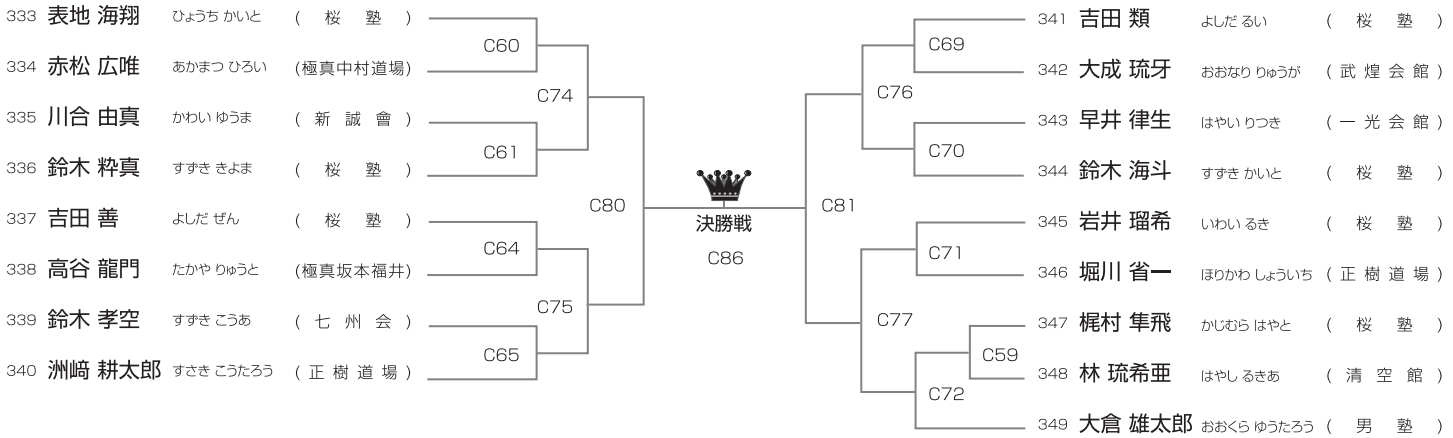 333 表地 海翔 ひょうち かいと ( 桜 塾 )
C60
334 赤松 広唯 あかまつ ひろい (極真中村道場)
C74
335 川合 由真 かわい ゆうま ( 新 誠 會 )
C61
336 鈴木 粋真 すずき きよま ( 桜 塾 )
C80
337 吉田 善 よしだ ぜん ( 桜 塾 )
C64
338 高谷 龍門 たかや りゅうと (極真坂本福井)
C75
339 鈴木 孝空 すずき こうあ ( 七 州 会 )
C65
340 洲﨑 耕太郎 すさき こうたろう ( 正 樹 道 場 )
決勝戦
C86
341 吉田 類 よしだ るい ( 桜 塾 )
C69
342 大成 琉牙 おおなり りゅうが ( 武 煌 会 館 )
C76
343 早井 律生 はやい りつき ( 一 光 会 館 )
C70
344 鈴木 海斗 すずき かいと ( 桜 塾 )
C81
345 岩井 瑠希 いわい るき ( 桜 塾 )
C71
346 堀川 省一 ほりかわ しょういち ( 正 樹 道 場 )
C77
347 梶村 隼飛 かじむら はやと ( 桜 塾 )
C59
348 林 琉希亜 はやし るきあ ( 清 空 館 )
C72
349 大倉 雄太郎 おおくら ゆうたろう ( 男 塾 )